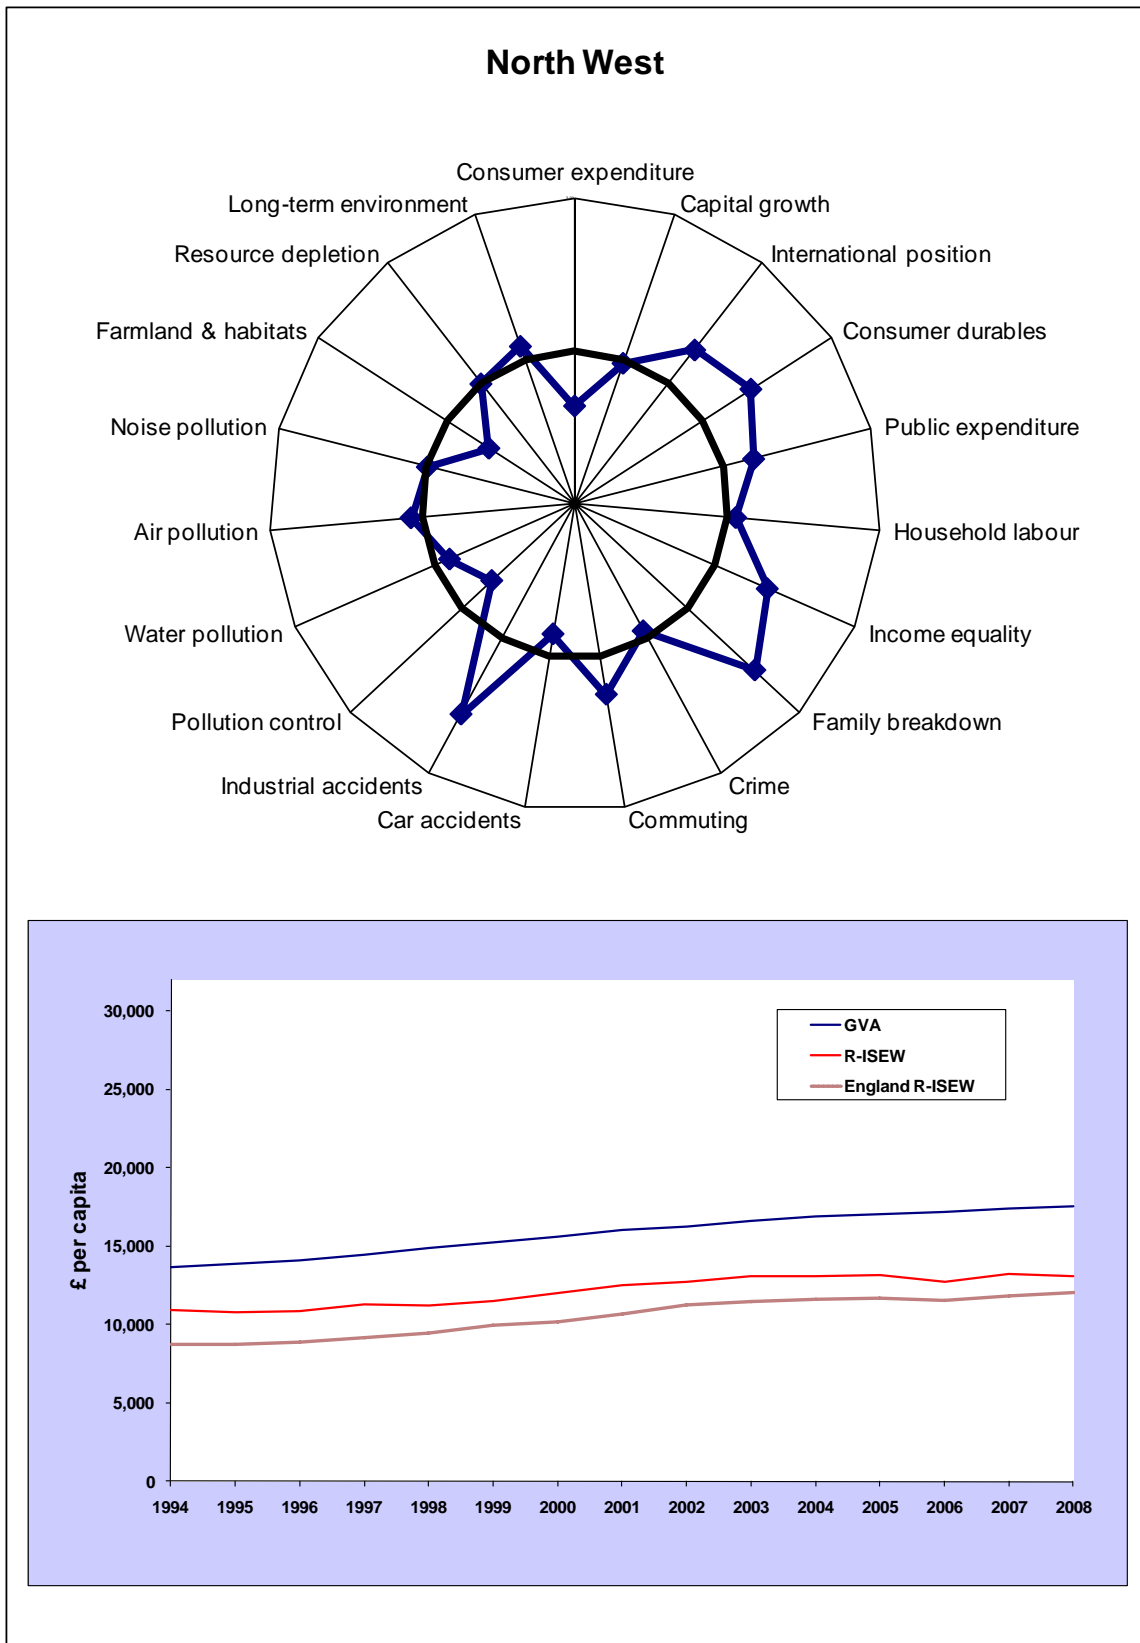 North West
Consumer expenditure
Long-term environment
Capital growth
Resource depletion
International position
Farmland & habitats
Consumer durables
Noise pollution
Public expenditure
Air pollution
Household labour
Water pollution
Income equality
Pollution control
Family breakdown
Industrial accidents
Crime
Car accidents
Commuting
30,000
25,000
20,000
15,000
10,000
5,000
0
£ per capita
GVA
R-ISEW
England R-ISEW
1994 1995 1996 1997 1998 1999 2000 2001 2002 2003 2004 2005 2006 2007 2008